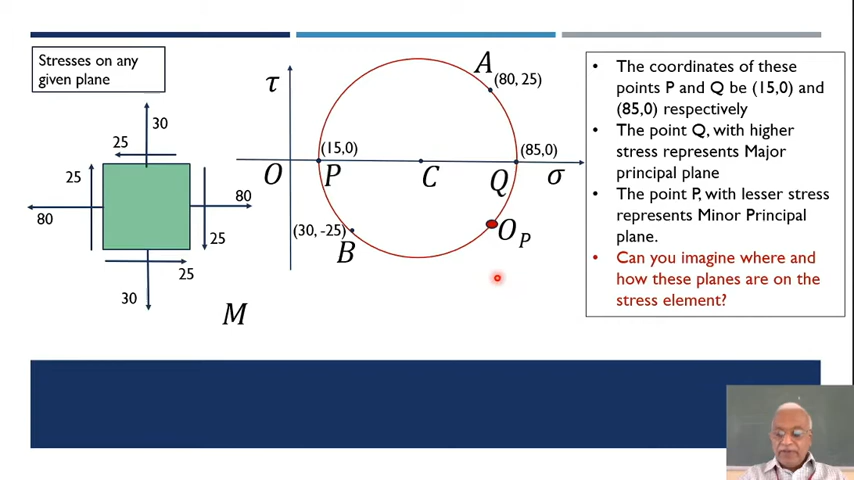 Stresses on any
given plane
30
25
25
80
80
25
25
30
M
τ
A
(80, 25)
(15,0)
(85,0)
O
P
C
Q
σ
(30, -25)
B
O_P
• The coordinates of these
points P and Q be (15,0) and
(85,0) respectively
• The point Q, with higher
stress represents Major
principal plane
• The point P, with lesser stress
represents Minor Principal
plane.
• Can you imagine where and
how these planes are on the
stress element?